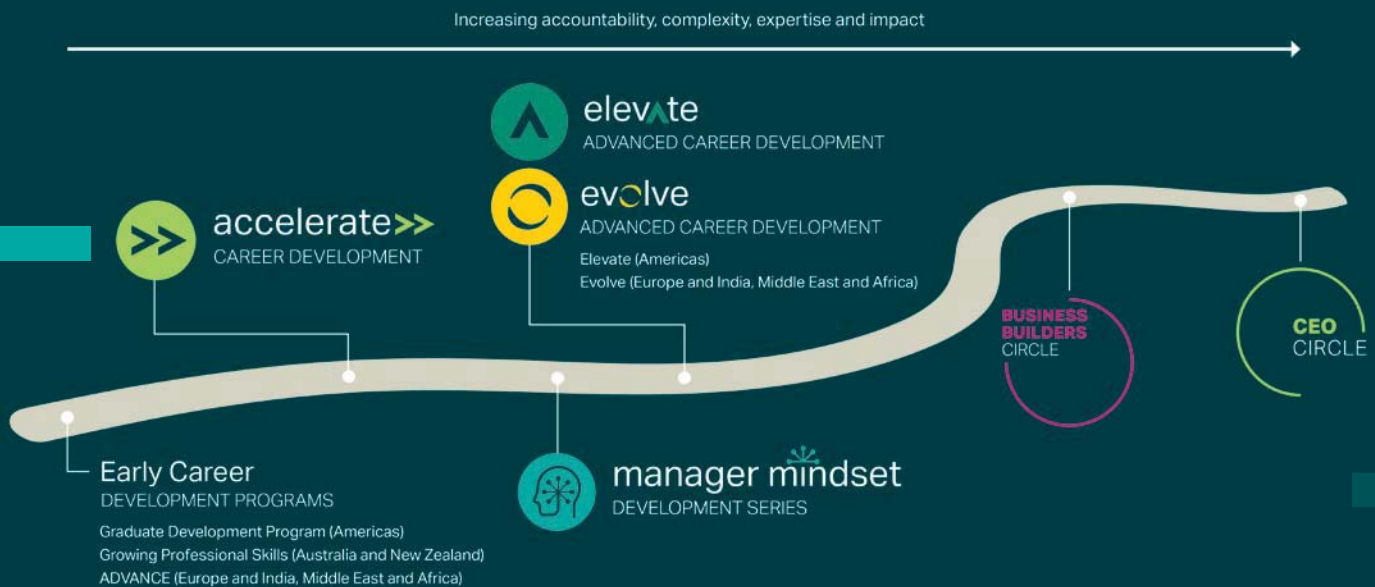 Increasing accountability, complexity, expertise and impact
elevate
ADVANCED CAREER DEVELOPMENT
evolve
ADVANCED CAREER DEVELOPMENT
Elevate (Americas)
Evolve (Europe and India, Middle East and Africa)
accelerate>>
CAREER DEVELOPMENT
BUSINESS
BUILDERS
CIRCLE
CEO
CIRCLE
Early Career
DEVELOPMENT PROGRAMS
Graduate Development Program (Americas)
Growing Professional Skills (Australia and New Zealand)
ADVANCE (Europe and India, Middle East and Africa)
manager mindset
DEVELOPMENT SERIES